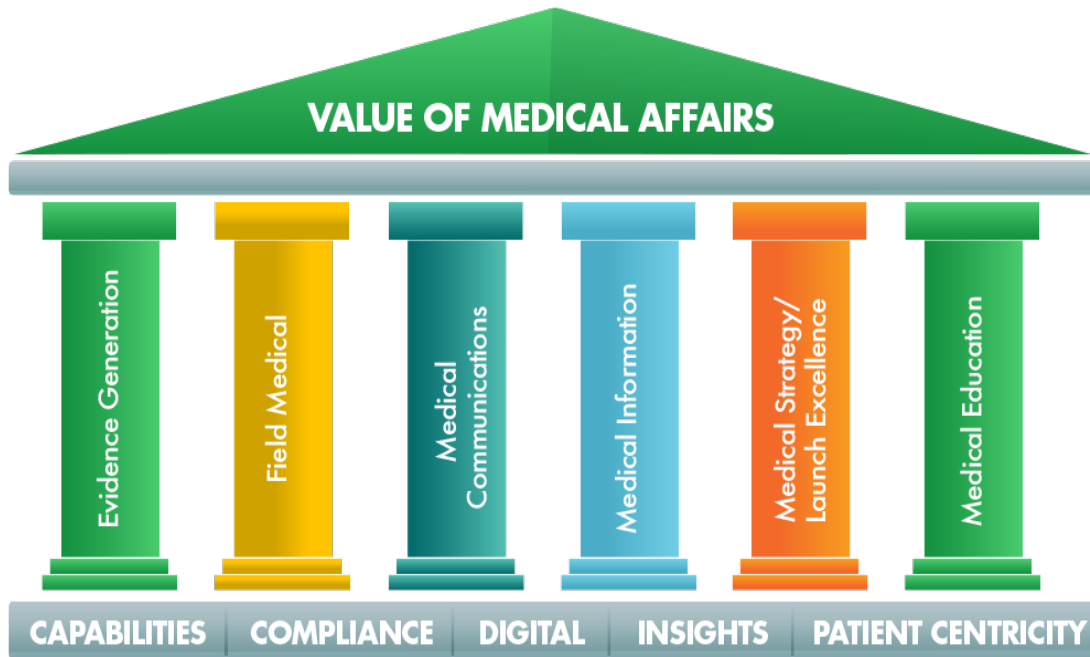 VALUE OF MEDICAL AFFAIRS
Evidence Generation
Field Medical
Medical
Communications
Medical Information
Medical Strategy/
Launch Excellence
Medical Education
CAPABILITIES
COMPLIANCE
DIGITAL
INSIGHTS
PATIENT CENTRICITY